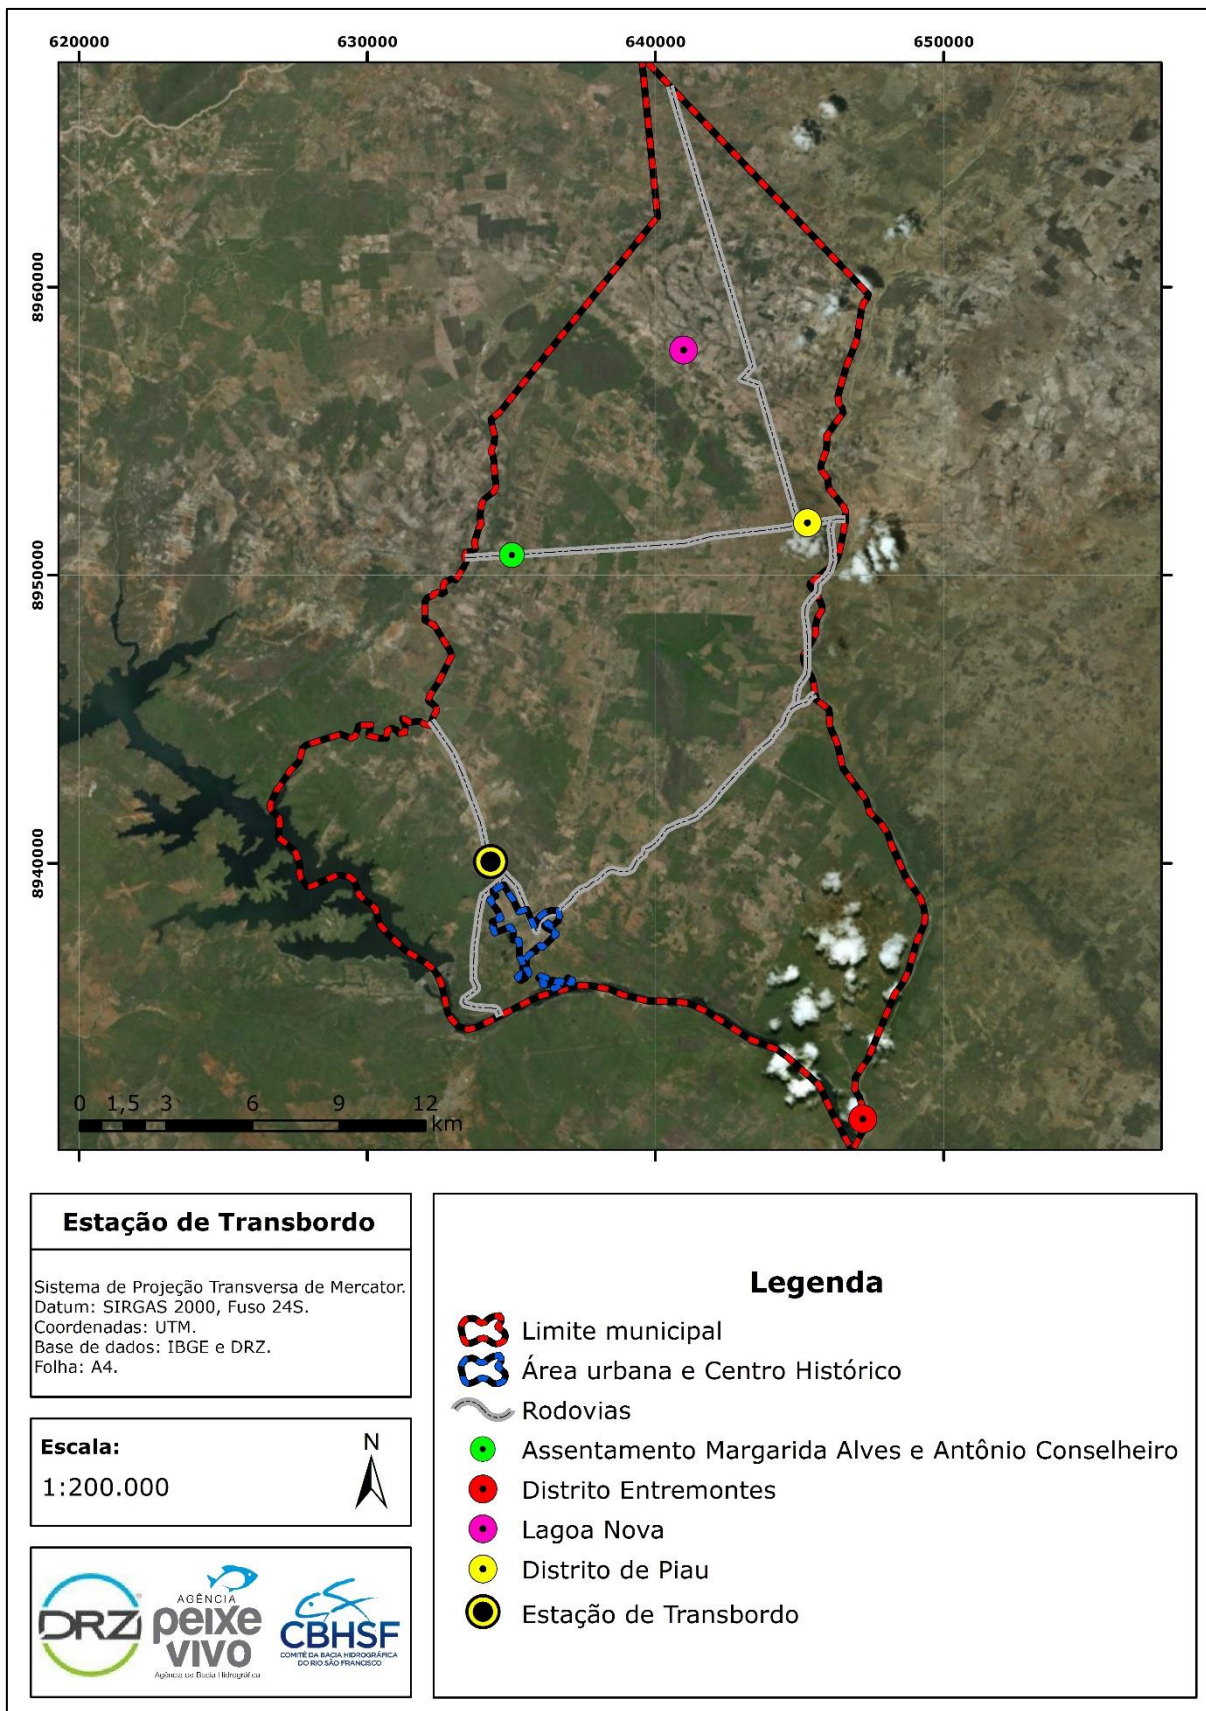 620000 630000 640000 650000
8960000
8950000
8940000
0 1,5 3 6 9 12
km
Estação de Transbordo
Sistema de Projeção Transversa de Mercator.
Datum: SIRGAS 2000, Fuso 24S.
Coordenadas: UTM.
Base de dados: IBGE e DRZ.
Folha: A4.
Escala:
1:200.000
N
DRZ
AGÊNCIA
peixe
vivo
Agência de Bacia Hidrográfica
CBHSF
COMITÊ DA BACIA HIDROGRÁFICA
DO RIO SÃO FRANCISCO
Legenda
Limite municipal
Área urbana e Centro Histórico
Rodovias
Assentamento Margarida Alves e Antônio Conselheiro
Distrito Entremontes
Lagoa Nova
Distrito de Piau
Estação de Transbordo